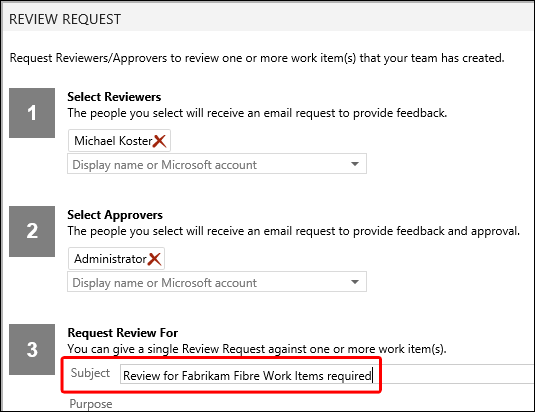 REVIEW REQUEST
Request Reviewers/Approvers to review one or more work item(s) that your team has created.
1
Select Reviewers
The people you select will receive an email request to provide feedback.
Michael Koster
Display name or Microsoft account
2
Select Approvers
The people you select will receive an email request to provide feedback and approval.
Administrator
Display name or Microsoft account
3
Request Review For
You can give a single Review Request against one or more work item(s).
Subject Review for Fabrikam Fibre Work Items required
Purpose